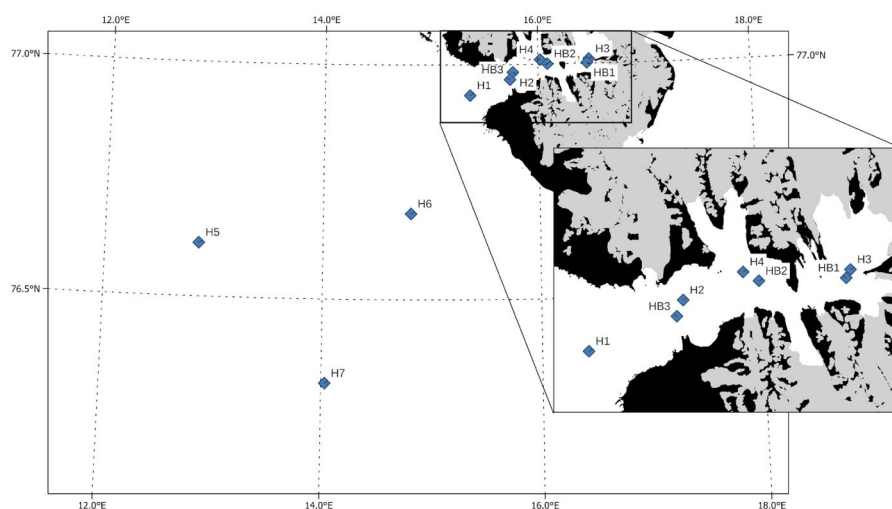 12.0°E 14.0°E 16.0°E 18.0°E
77.0°N 77.0°N
H4 HB2 H3
HB3 HB1
H1 H2
H6
H5
76.5°N
H4 HB1 H3
HB2
H2
HB3
H1
H7
12.0°E 14.0°E 16.0°E 18.0°E